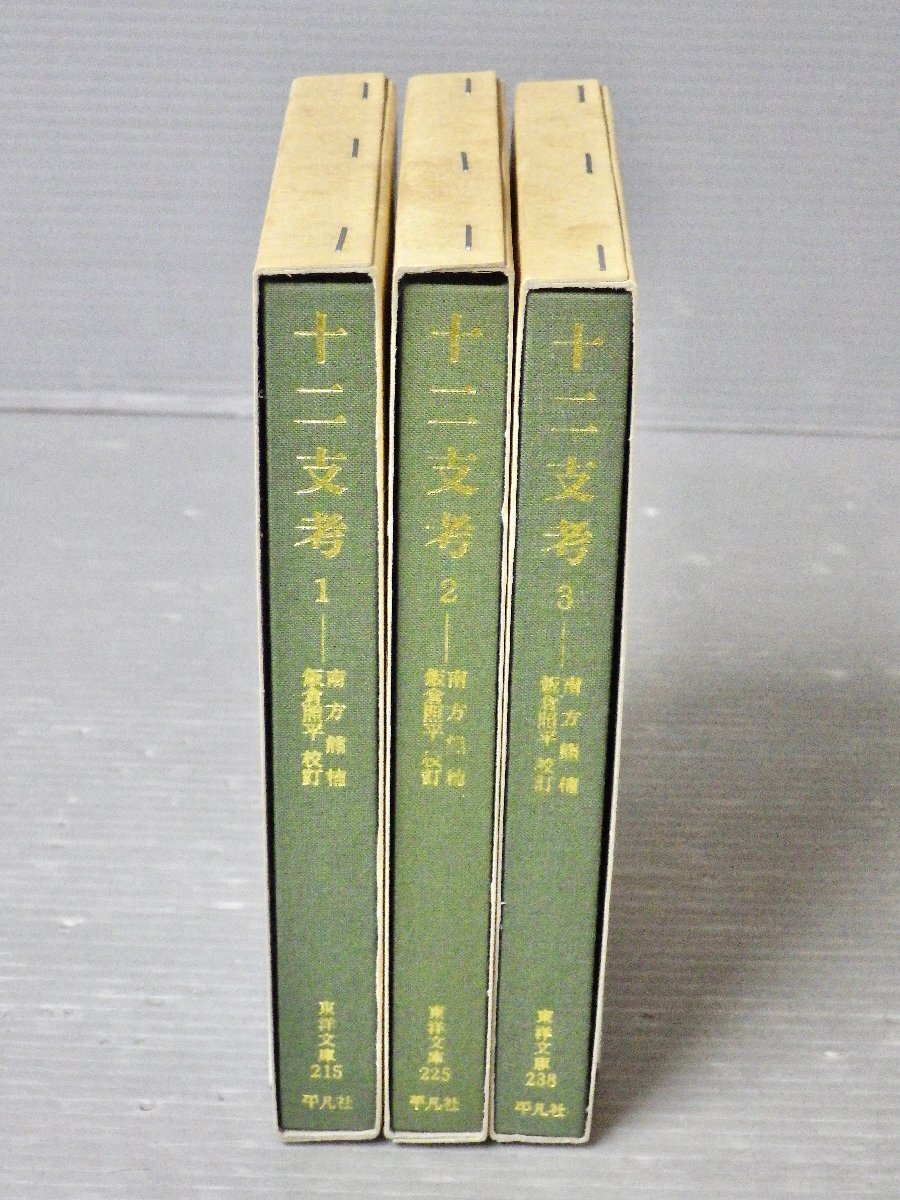 十二支考
1
南方熊楠
飯倉照平 校訂
東洋文庫
215
平凡社
十二支考
2
南方熊楠
飯倉照平 校訂
東洋文庫
225
平凡社
十二支考
3
南方熊楠
飯倉照平 校訂
東洋文庫
238
平凡社